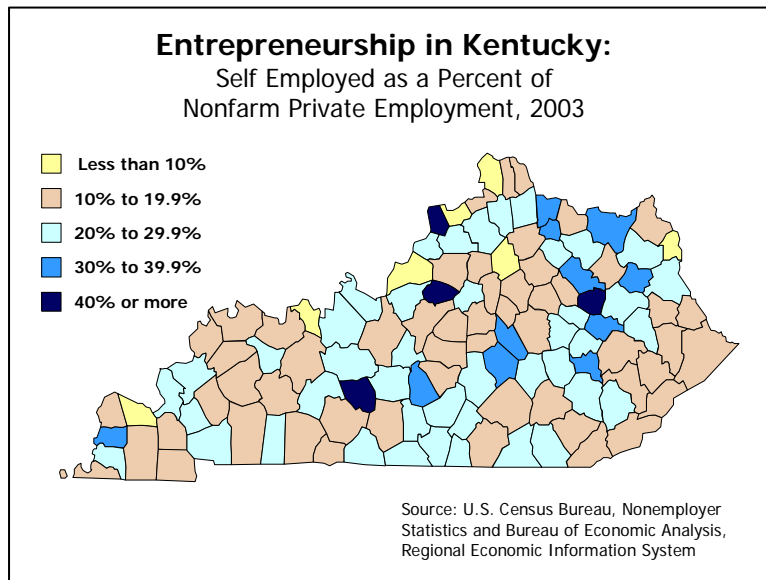 Entrepreneurship in Kentucky:
Self Employed as a Percent of
Nonfarm Private Employment, 2003
Less than 10%
10% to 19.9%
20% to 29.9%
30% to 39.9%
40% or more
Source: U.S. Census Bureau, Nonemployer
Statistics and Bureau of Economic Analysis,
Regional Economic Information System